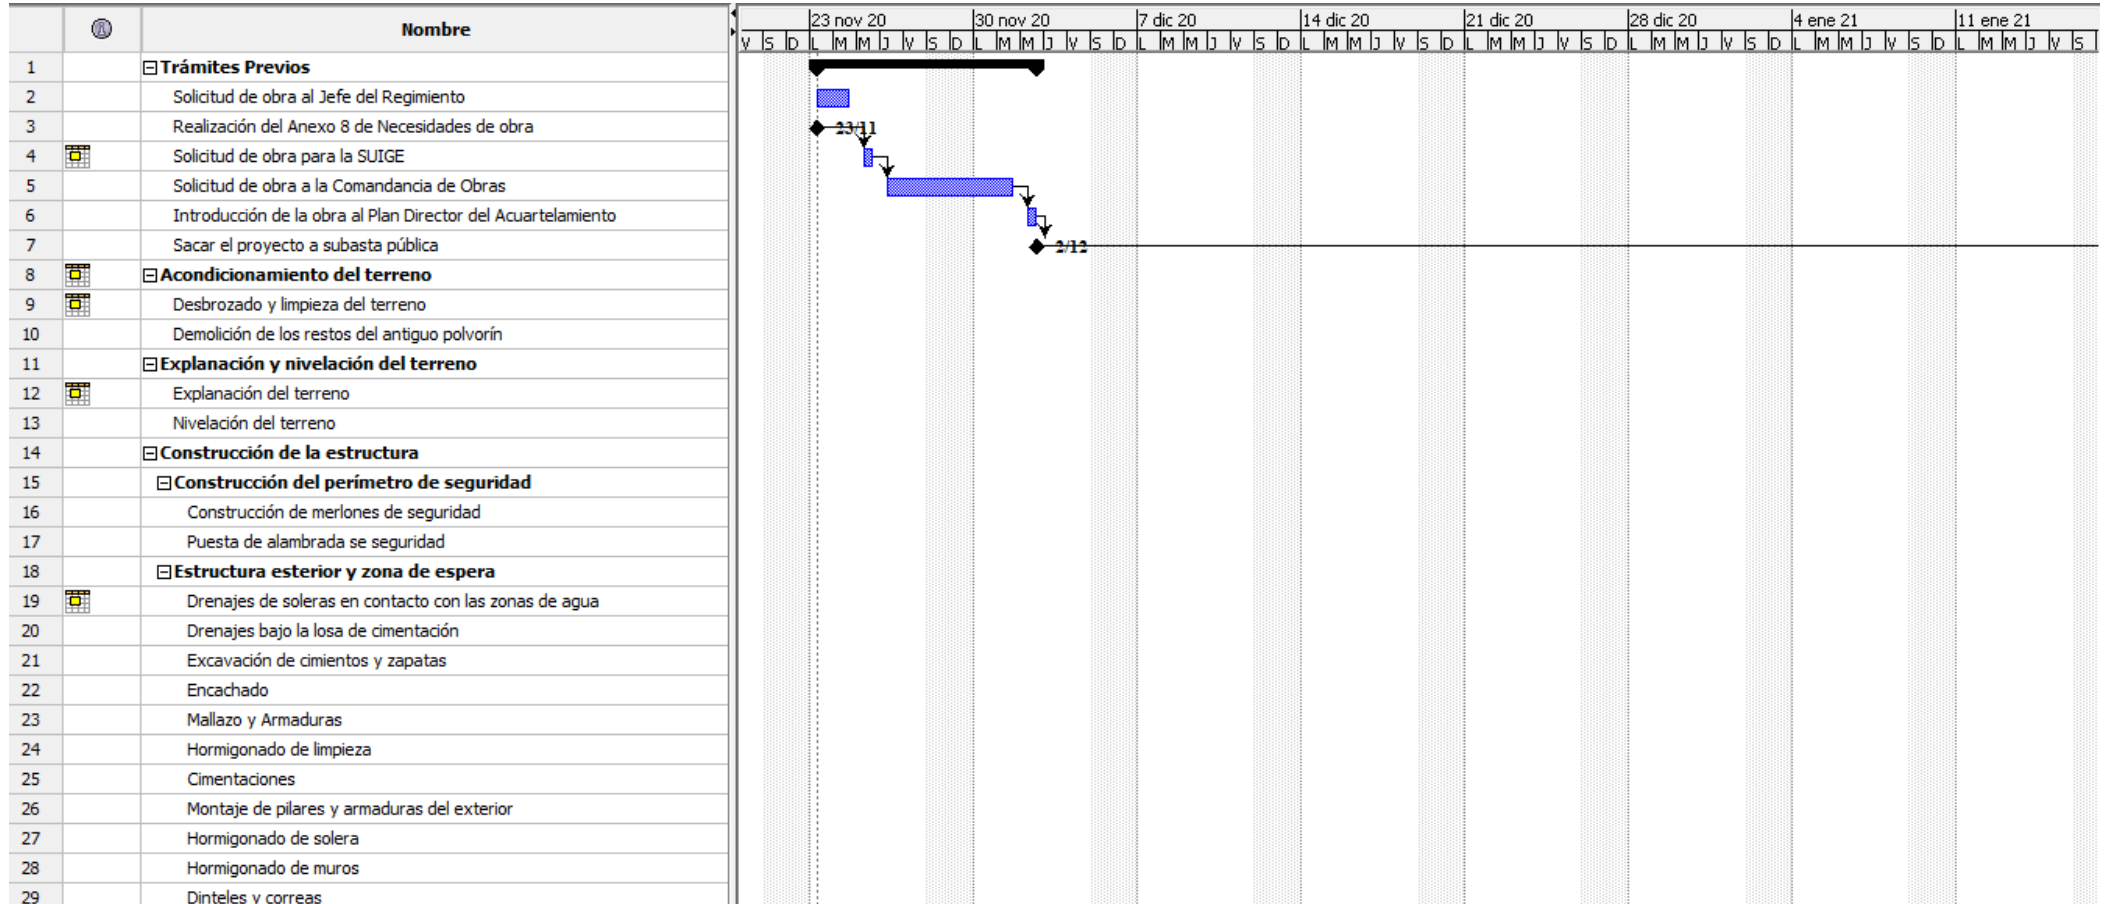 Nombre
23 nov 20 30 nov 20 7 dic 20 14 dic 20 21 dic 20 28 dic 20 4 ene 21 11 ene 21
V S D L M M J V S D L M M J V S D L M M J V S D L M M J V S D L M M J V S D L M M J V S D L M M J V S D L M M J V S
1 Trámites Previos
2 Solicitud de obra al Jefe del Regimiento
3 Realización del Anexo 8 de Necesidades de obra 23/11
4 Solicitud de obra para la SUIGE
5 Solicitud de obra a la Comandancia de Obras
6 Introducción de la obra al Plan Director del Acuartelamiento
7 Sacar el proyecto a subasta pública 2/12
8 Acondicionamiento del terreno
9 Desbrozado y limpieza del terreno
10 Demolición de los restos del antiguo polvorín
11 Explanación y nivelación del terreno
12 Explanación del terreno
13 Nivelación del terreno
14 Construcción de la estructura
15 Construcción del perímetro de seguridad
16 Construcción de merlones de seguridad
17 Puesta de alambrada se seguridad
18 Estructura esterior y zona de espera
19 Drenajes de soleras en contacto con las zonas de agua
20 Drenajes bajo la losa de cimentación
21 Excavación de cimientos y zapatas
22 Encachado
23 Mallazo y Armaduras
24 Hormigonado de limpieza
25 Cimentaciones
26 Montaje de pilares y armaduras del exterior
27 Hormigonado de solera
28 Hormigonado de muros
29 Dinteles y correas